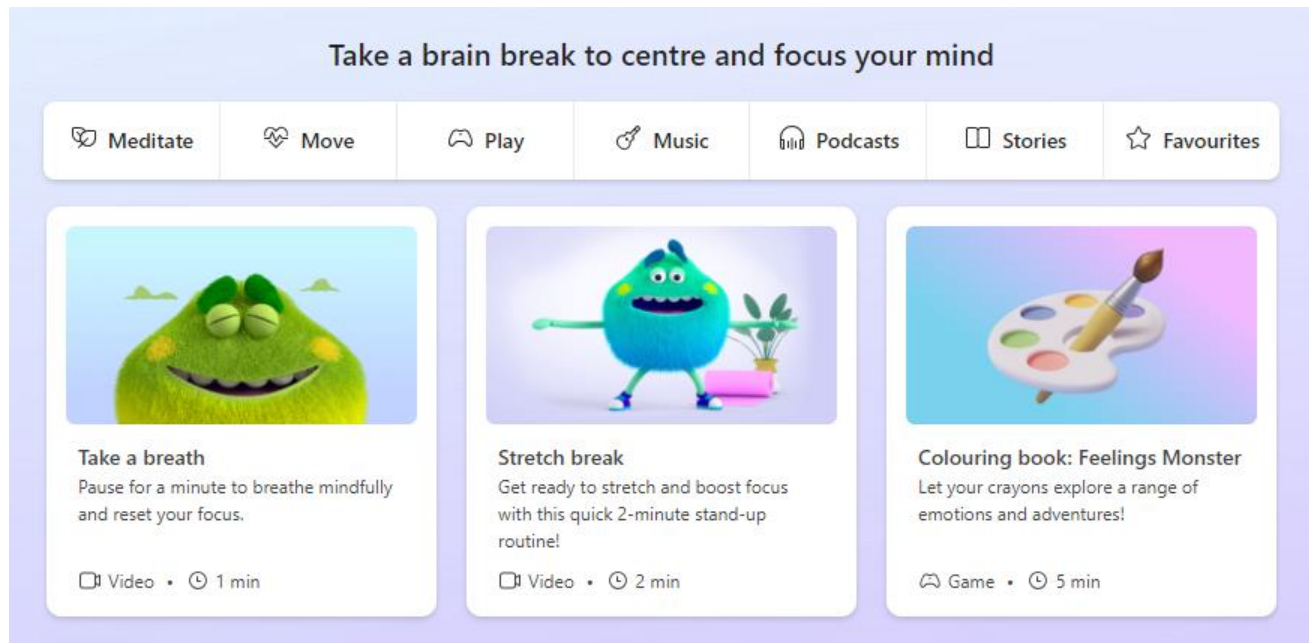 Take a brain break to centre and focus your mind
Meditate
Move
Play
Music
Podcasts
Stories
Favourites
Take a breath
Pause for a minute to breathe mindfully
and reset your focus.
Video • 1 min
Stretch break
Get ready to stretch and boost focus
with this quick 2-minute stand-up
routine!
Video • 2 min
Colouring book: Feelings Monster
Let your crayons explore a range of
emotions and adventures!
Game • 5 min